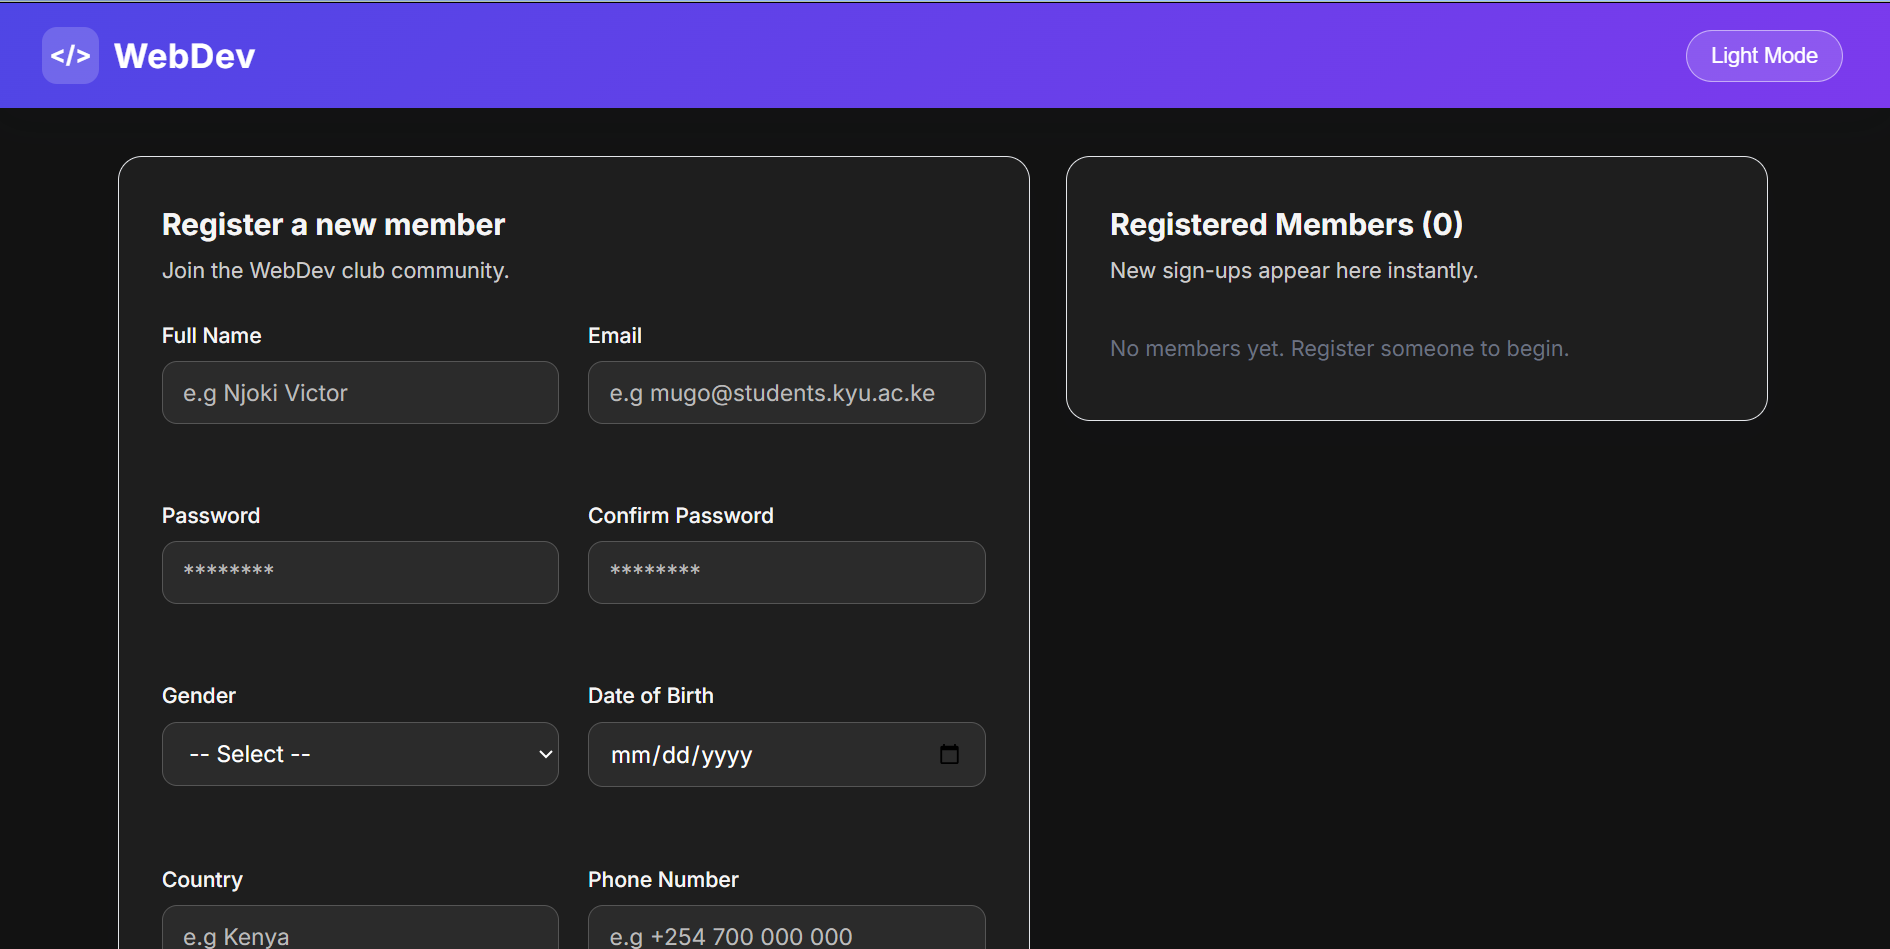 </> WebDev
Light Mode
Register a new member
Join the WebDev club community.
Full Name
e.g Njoki Victor
Email
e.g mugo@students.kyu.ac.ke
Password
********
Confirm Password
********
Gender
-- Select --
Date of Birth
mm/dd/yyyy
Country
e.g Kenya
Phone Number
e.g +254 700 000 000
Registered Members (0)
New sign-ups appear here instantly.
No members yet. Register someone to begin.